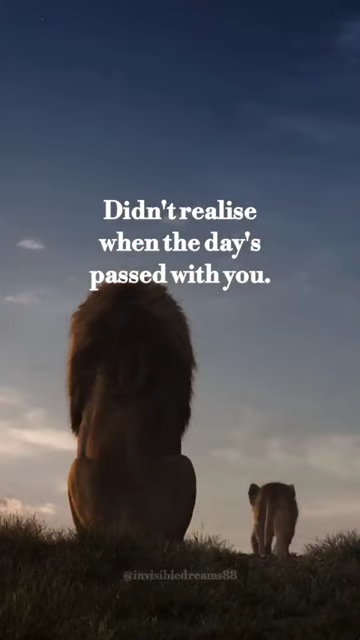 Didn't realise
when the day's
passed with you.
@invisibledreams88